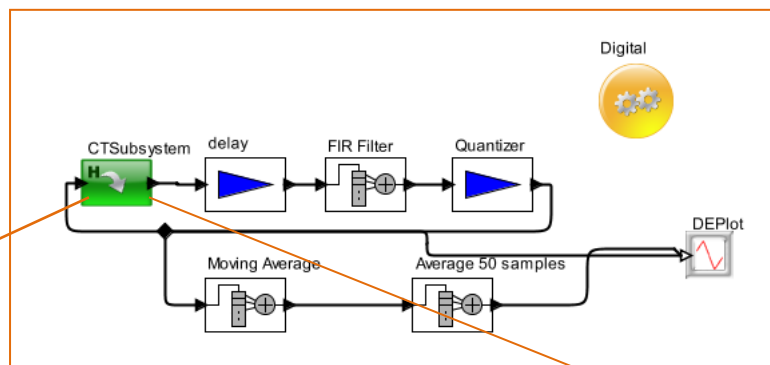 Digital
CTSubsystem
delay
FIR Filter
Quantizer
H
DEPlot
Moving Average
Average 50 samples